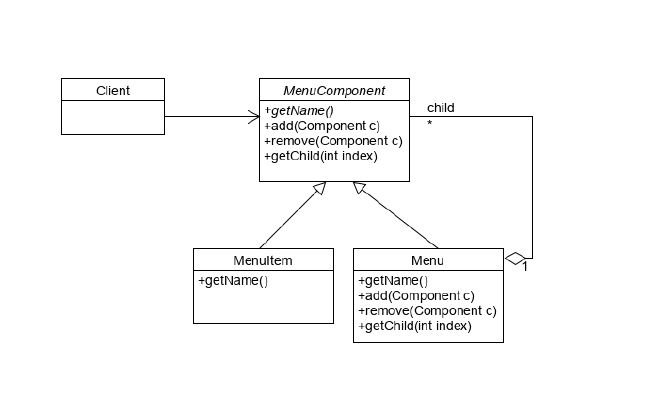 Client
MenuComponent
+getName()
+add(Component c)
+remove(Component c)
+getChild(int index)
child
*
MenuItem
+getName()
Menu
+getName()
+add(Component c)
+remove(Component c)
+getChild(int index)
1